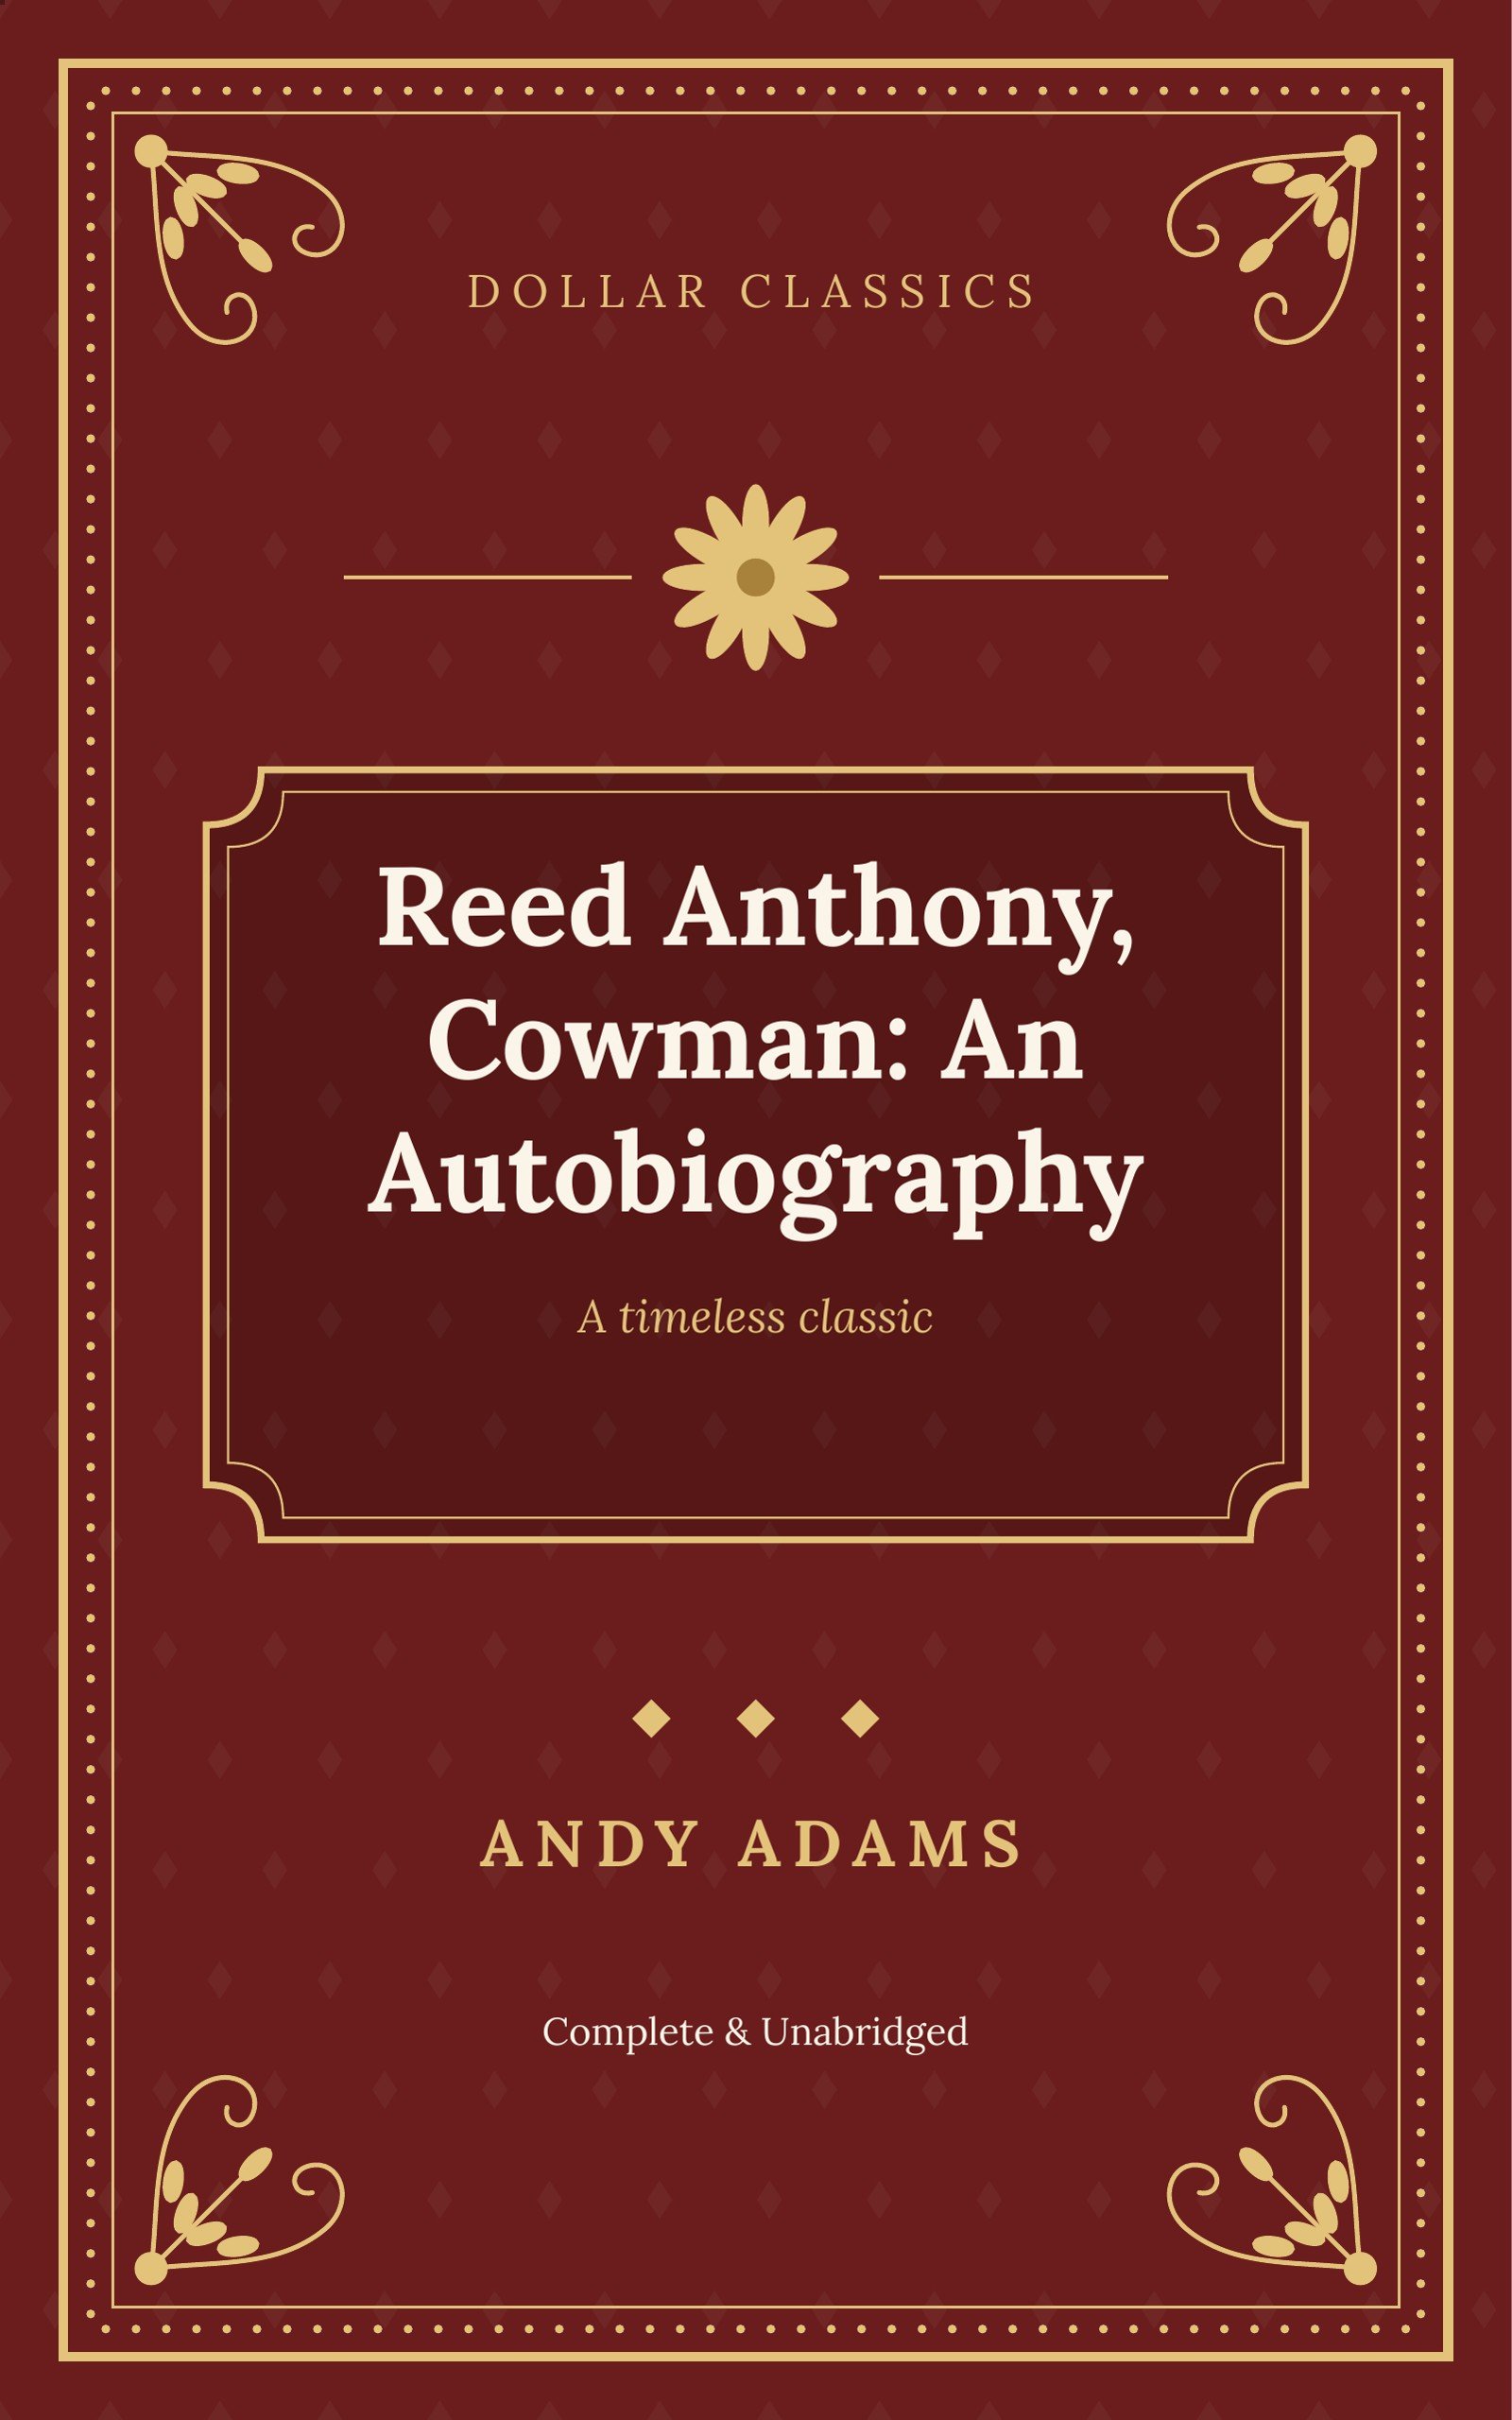 DOLLAR CLASSICS
Reed Anthony,
Cowman: An
Autobiography
A timeless classic
ANDY ADAMS
Complete & Unabridged